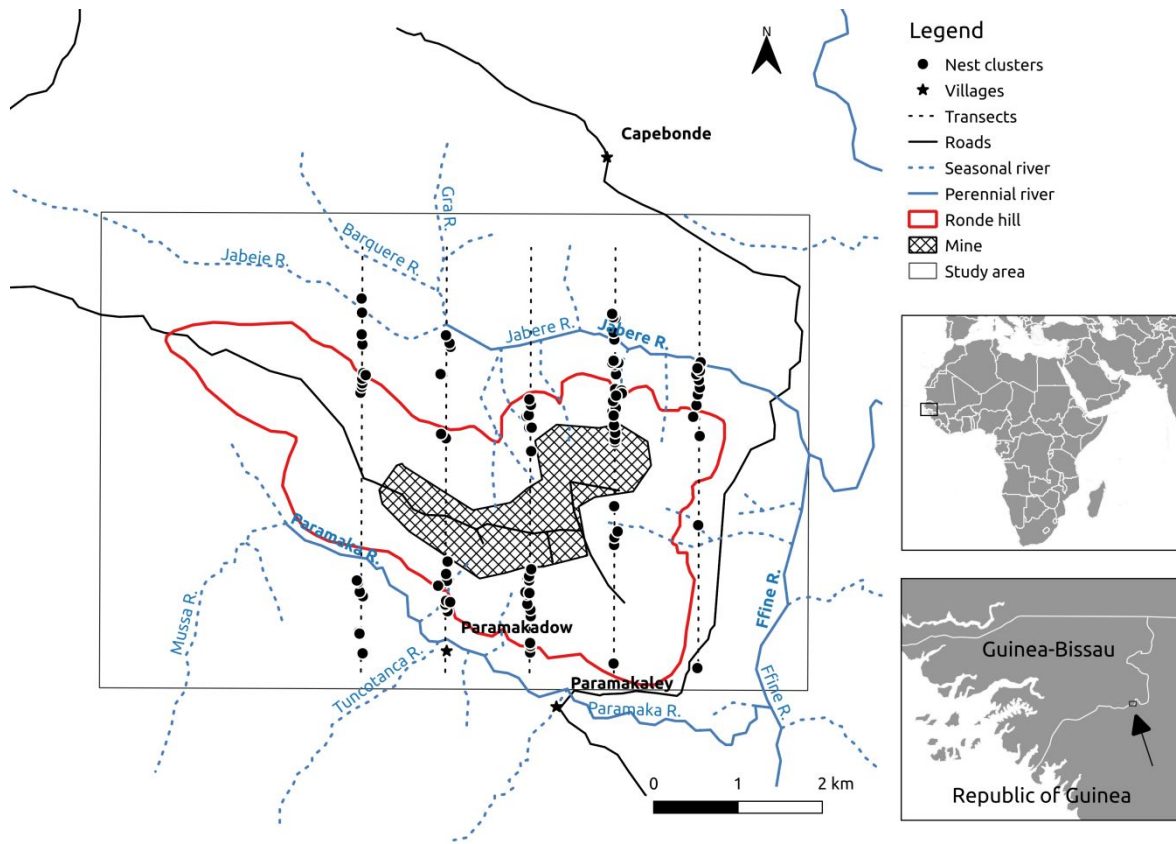 N
Capebonde
Gra R.
Barquere R.
Jabeje R.
Jabere R.
Jabere R.
Paramaka R.
Mussa R.
Paramakadow
Tuncotanca R.
Paramakaley
Paramaka R.
Ffine R.
Ffine R.
0 1 2 km
Legend
Nest clusters
Villages
Transects
Roads
Seasonal river
Perennial river
Ronde hill
Mine
Study area
Guinea-Bissau
Republic of Guinea